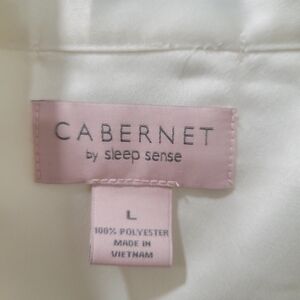 CABERNET
by sleep sense
L
100% POLYESTER
MADE IN
VIETNAM